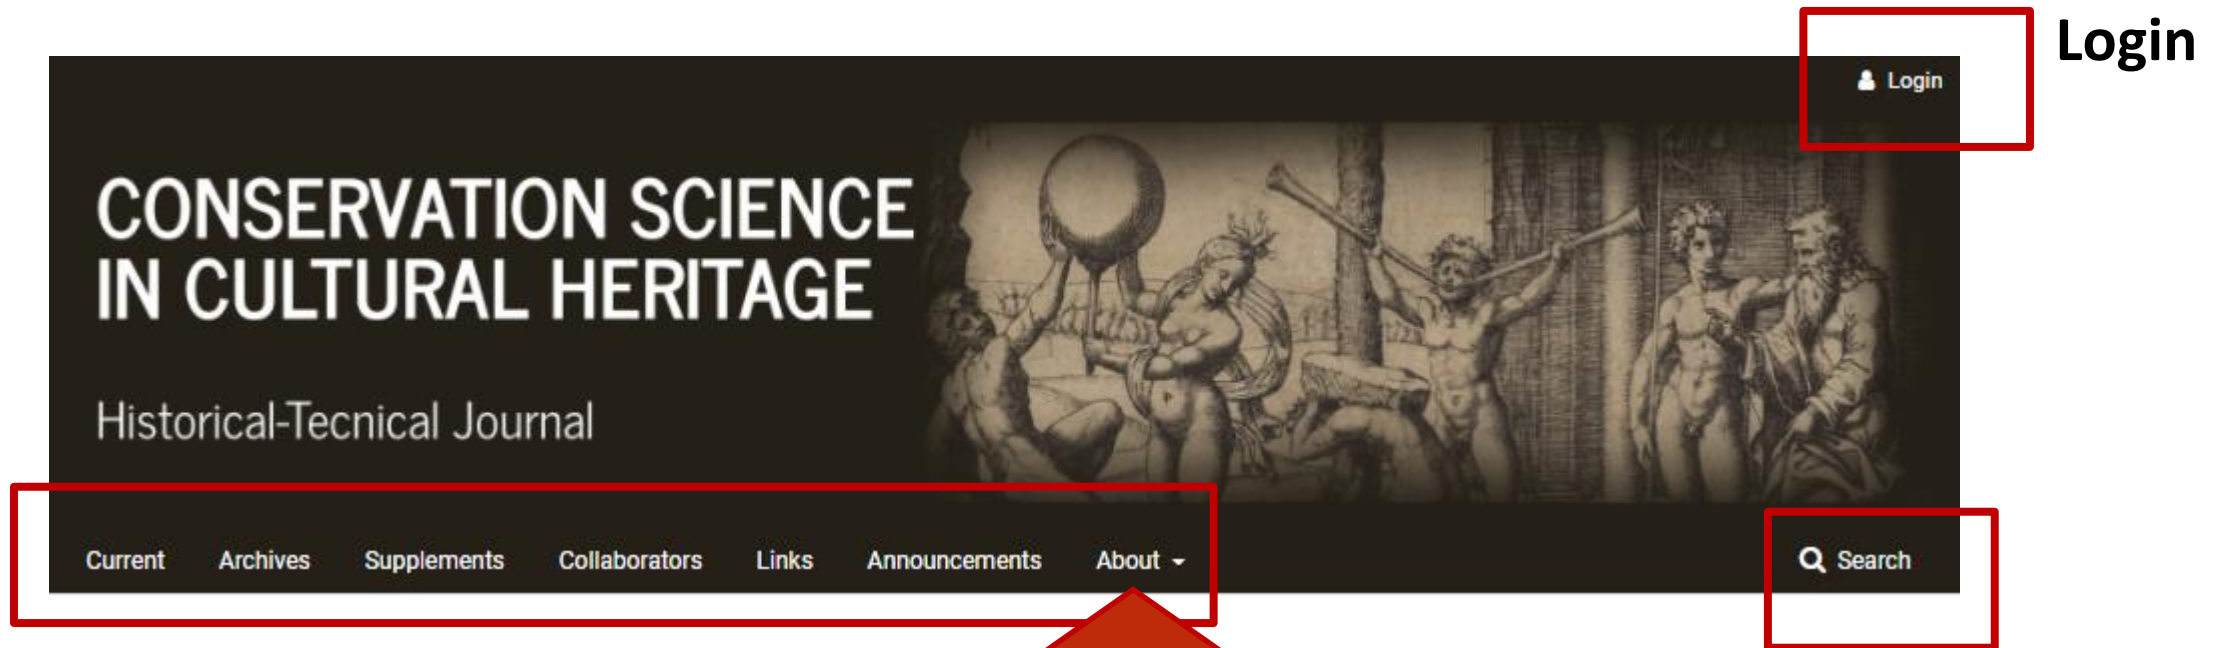 Login
Login
CONSERVATION SCIENCE
IN CULTURAL HERITAGE
Historical-Tecnical Journal
Current Archives Supplements Collaborators Links Announcements About Search